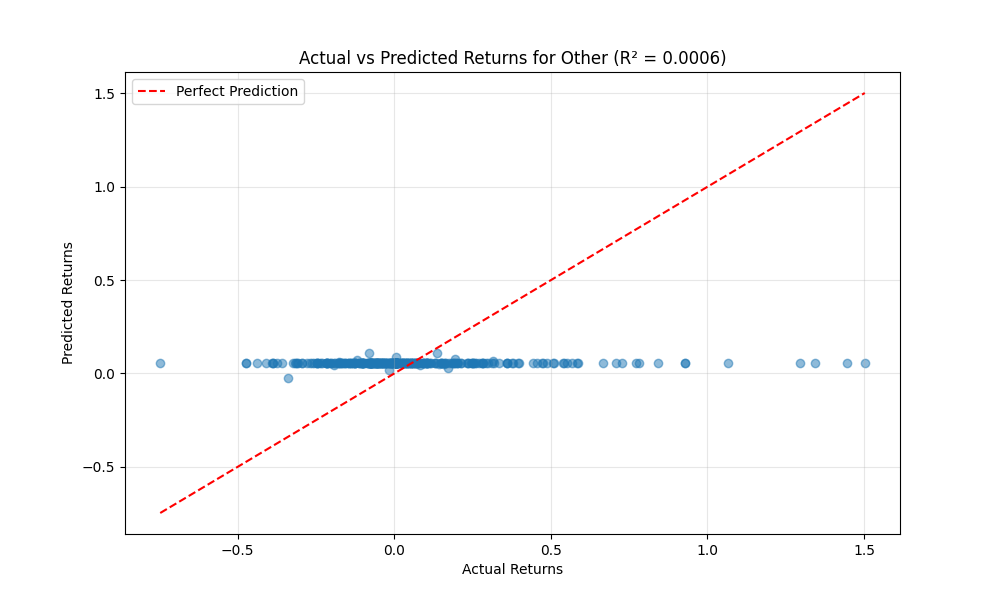 Actual vs Predicted Returns for Other (R² = 0.0006)
Perfect Prediction
1.5
1.0
0.5
0.0
−0.5
Predicted Returns
−0.5
0.0
0.5
1.0
1.5
Actual Returns